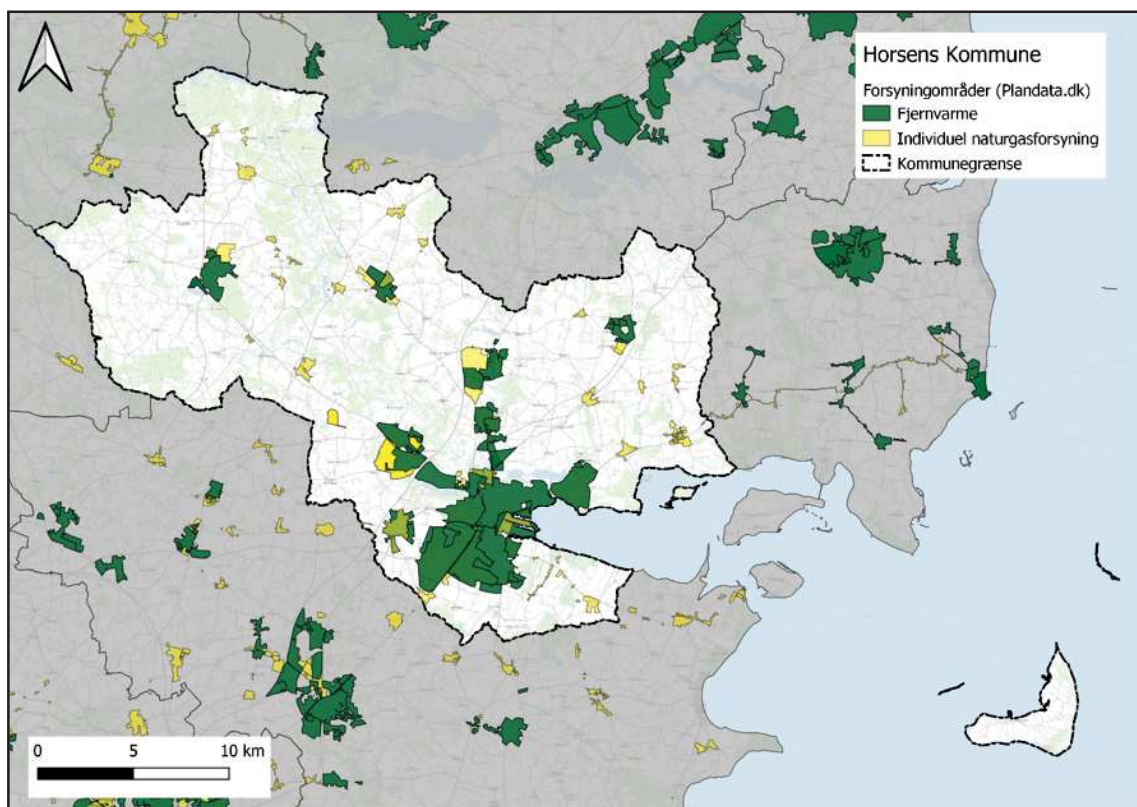 Horsens Kommune
Forsyningområder (Plandata.dk)
Fjernvarme
Individuel naturgasforsyning
Kommunegrænse
0 5 10 km